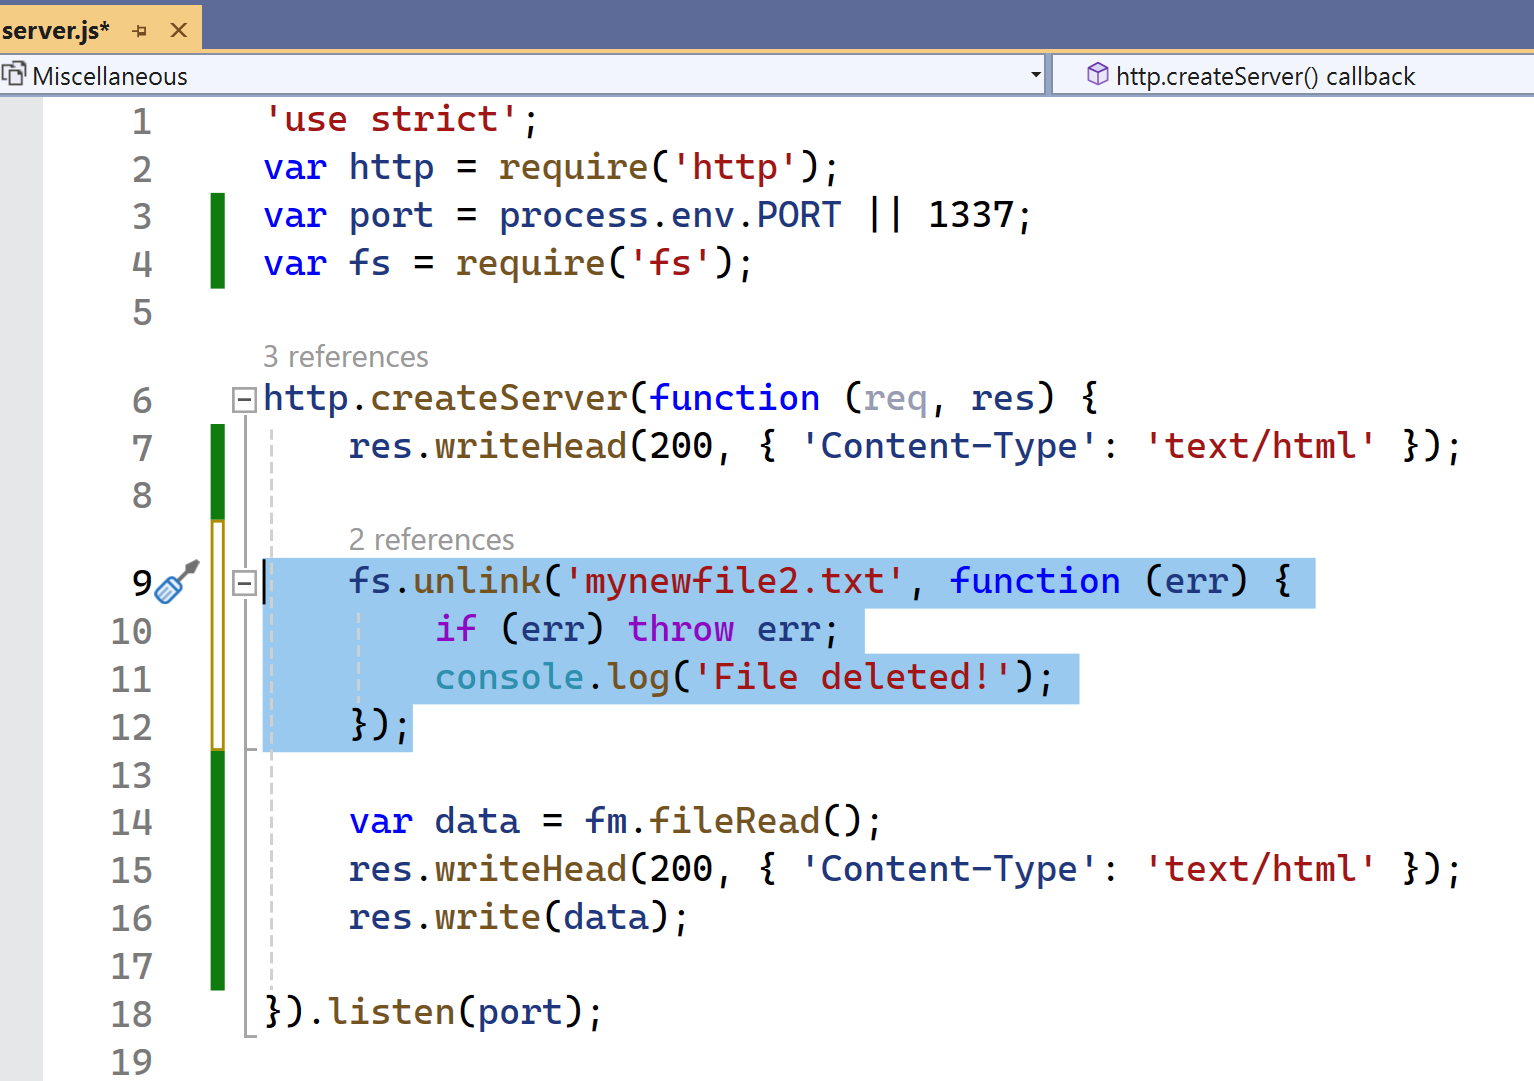 server.js*
Miscellaneous
http.createServer() callback
1 'use strict';
2 var http = require('http');
3 var port = process.env.PORT || 1337;
4 var fs = require('fs');
5
3 references
6 http.createServer(function (req, res) {
7 res.writeHead(200, { 'Content-Type': 'text/html' });
8
2 references
9 fs.unlink('mynewfile2.txt', function (err) {
10 if (err) throw err;
11 console.log('File deleted!');
12 });
13
14 var data = fm.fileRead();
15 res.writeHead(200, { 'Content-Type': 'text/html' });
16 res.write(data);
17
18 }).listen(port);
19